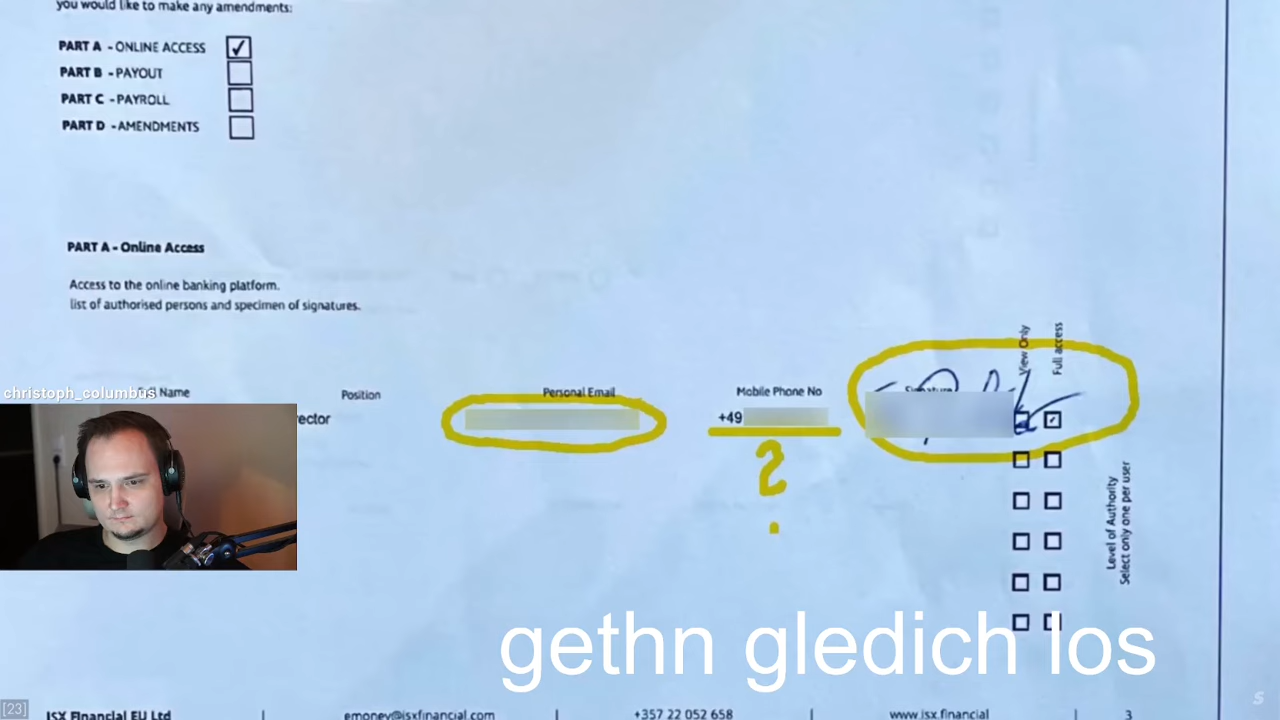 you would like to make any amendments:
PART A - ONLINE ACCESS
PART B - PAYOUT
PART C - PAYROLL
PART D - AMENDMENTS
PART A - Online Access
Access to the online banking platform.
list of authorised persons and specimen of signatures.
View Only
Full access
christoph_columbus
Name
Position
Personal Email
Mobile Phone No
Signature
ector
+49
?
Level of Authority
Select only one per user
gethn gledich los
[23]
ISX Financial EU Ltd | emoney@isxfinancial.com | +357 22 052 658 | www.isx.financial | 3
S